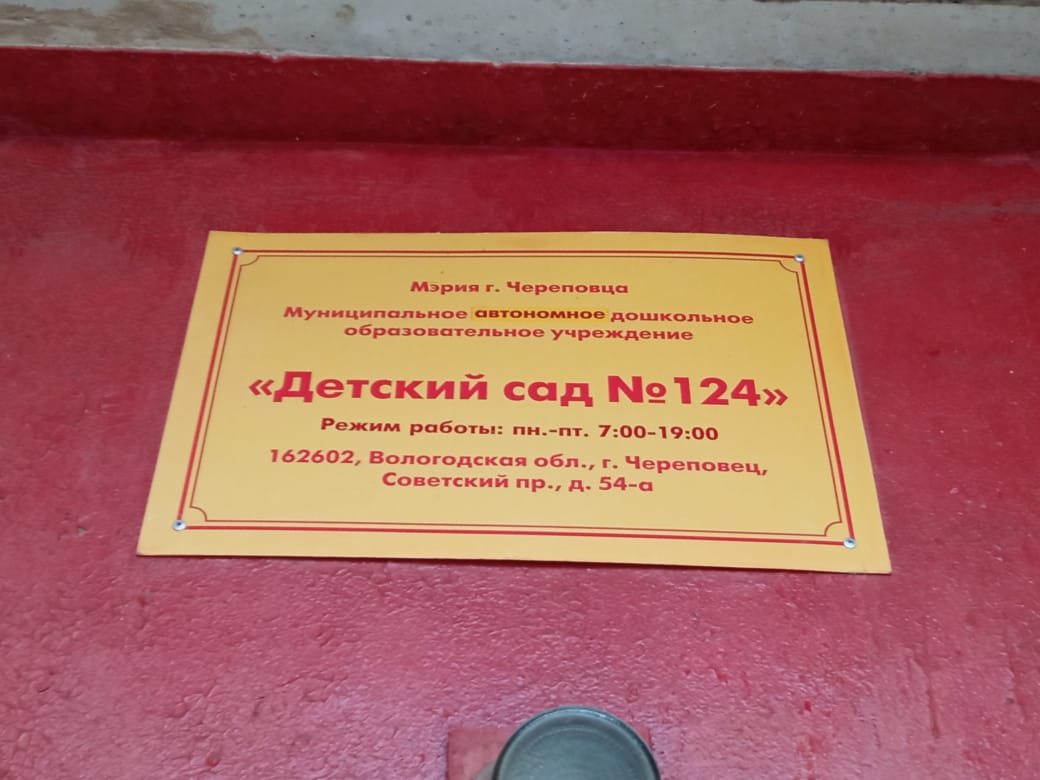 Мэрия г. Череповца
Муниципальное автономное дошкольное
образовательное учреждение
«Детский сад №124»
Режим работы: пн.-пт. 7:00-19:00
162602, Вологодская обл., г. Череповец,
Советский пр., д. 54-а